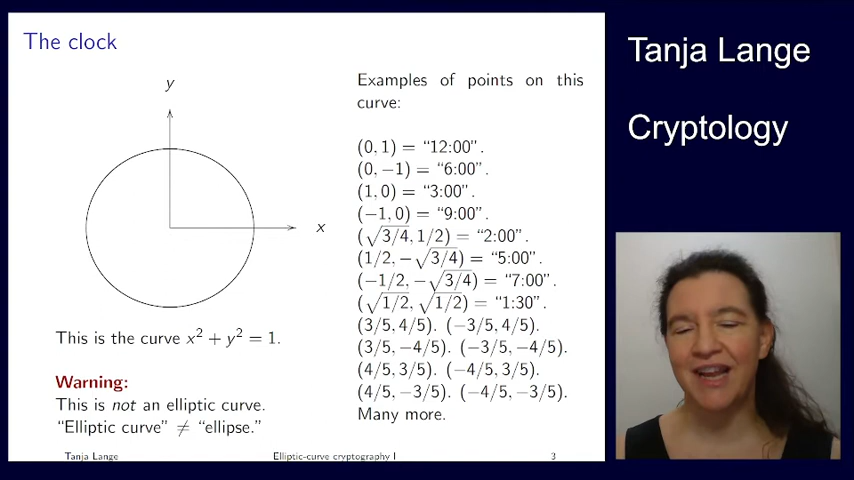 The clock
y
x
This is the curve x² + y² = 1.
Warning:
This is not an elliptic curve.
“Elliptic curve” ≠ “ellipse.”
Examples of points on this
curve:
(0, 1) = “12:00”.
(0, −1) = “6:00”.
(1, 0) = “3:00”.
(−1, 0) = “9:00”.
(√3/4, 1/2) = “2:00”.
(1/2, −√3/4) = “5:00”.
(−1/2, −√3/4) = “7:00”.
(√1/2, √1/2) = “1:30”.
(3/5, 4/5). (−3/5, 4/5).
(3/5, −4/5). (−3/5, −4/5).
(4/5, 3/5). (−4/5, 3/5).
(4/5, −3/5). (−4/5, −3/5).
Many more.
Tanja Lange
Elliptic-curve cryptography I
3
Tanja Lange
Cryptology